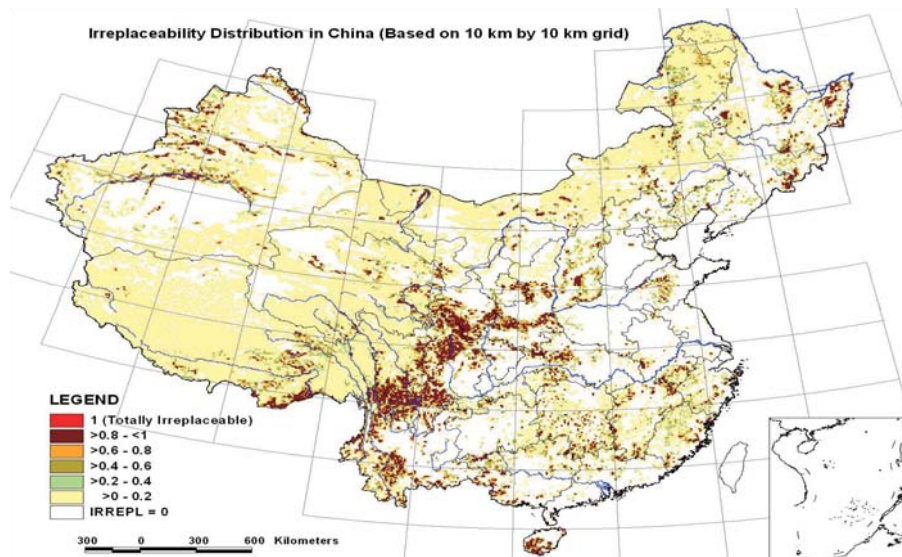 Irreplaceability Distribution in China (Based on 10 km by 10 km grid)
LEGEND
1 (Totally Irreplaceable)
>0.8 - <1
>0.6 - 0.8
>0.4 - 0.6
>0.2 - 0.4
>0 - 0.2
IRREPL = 0
300 0 300 600 Kilometers